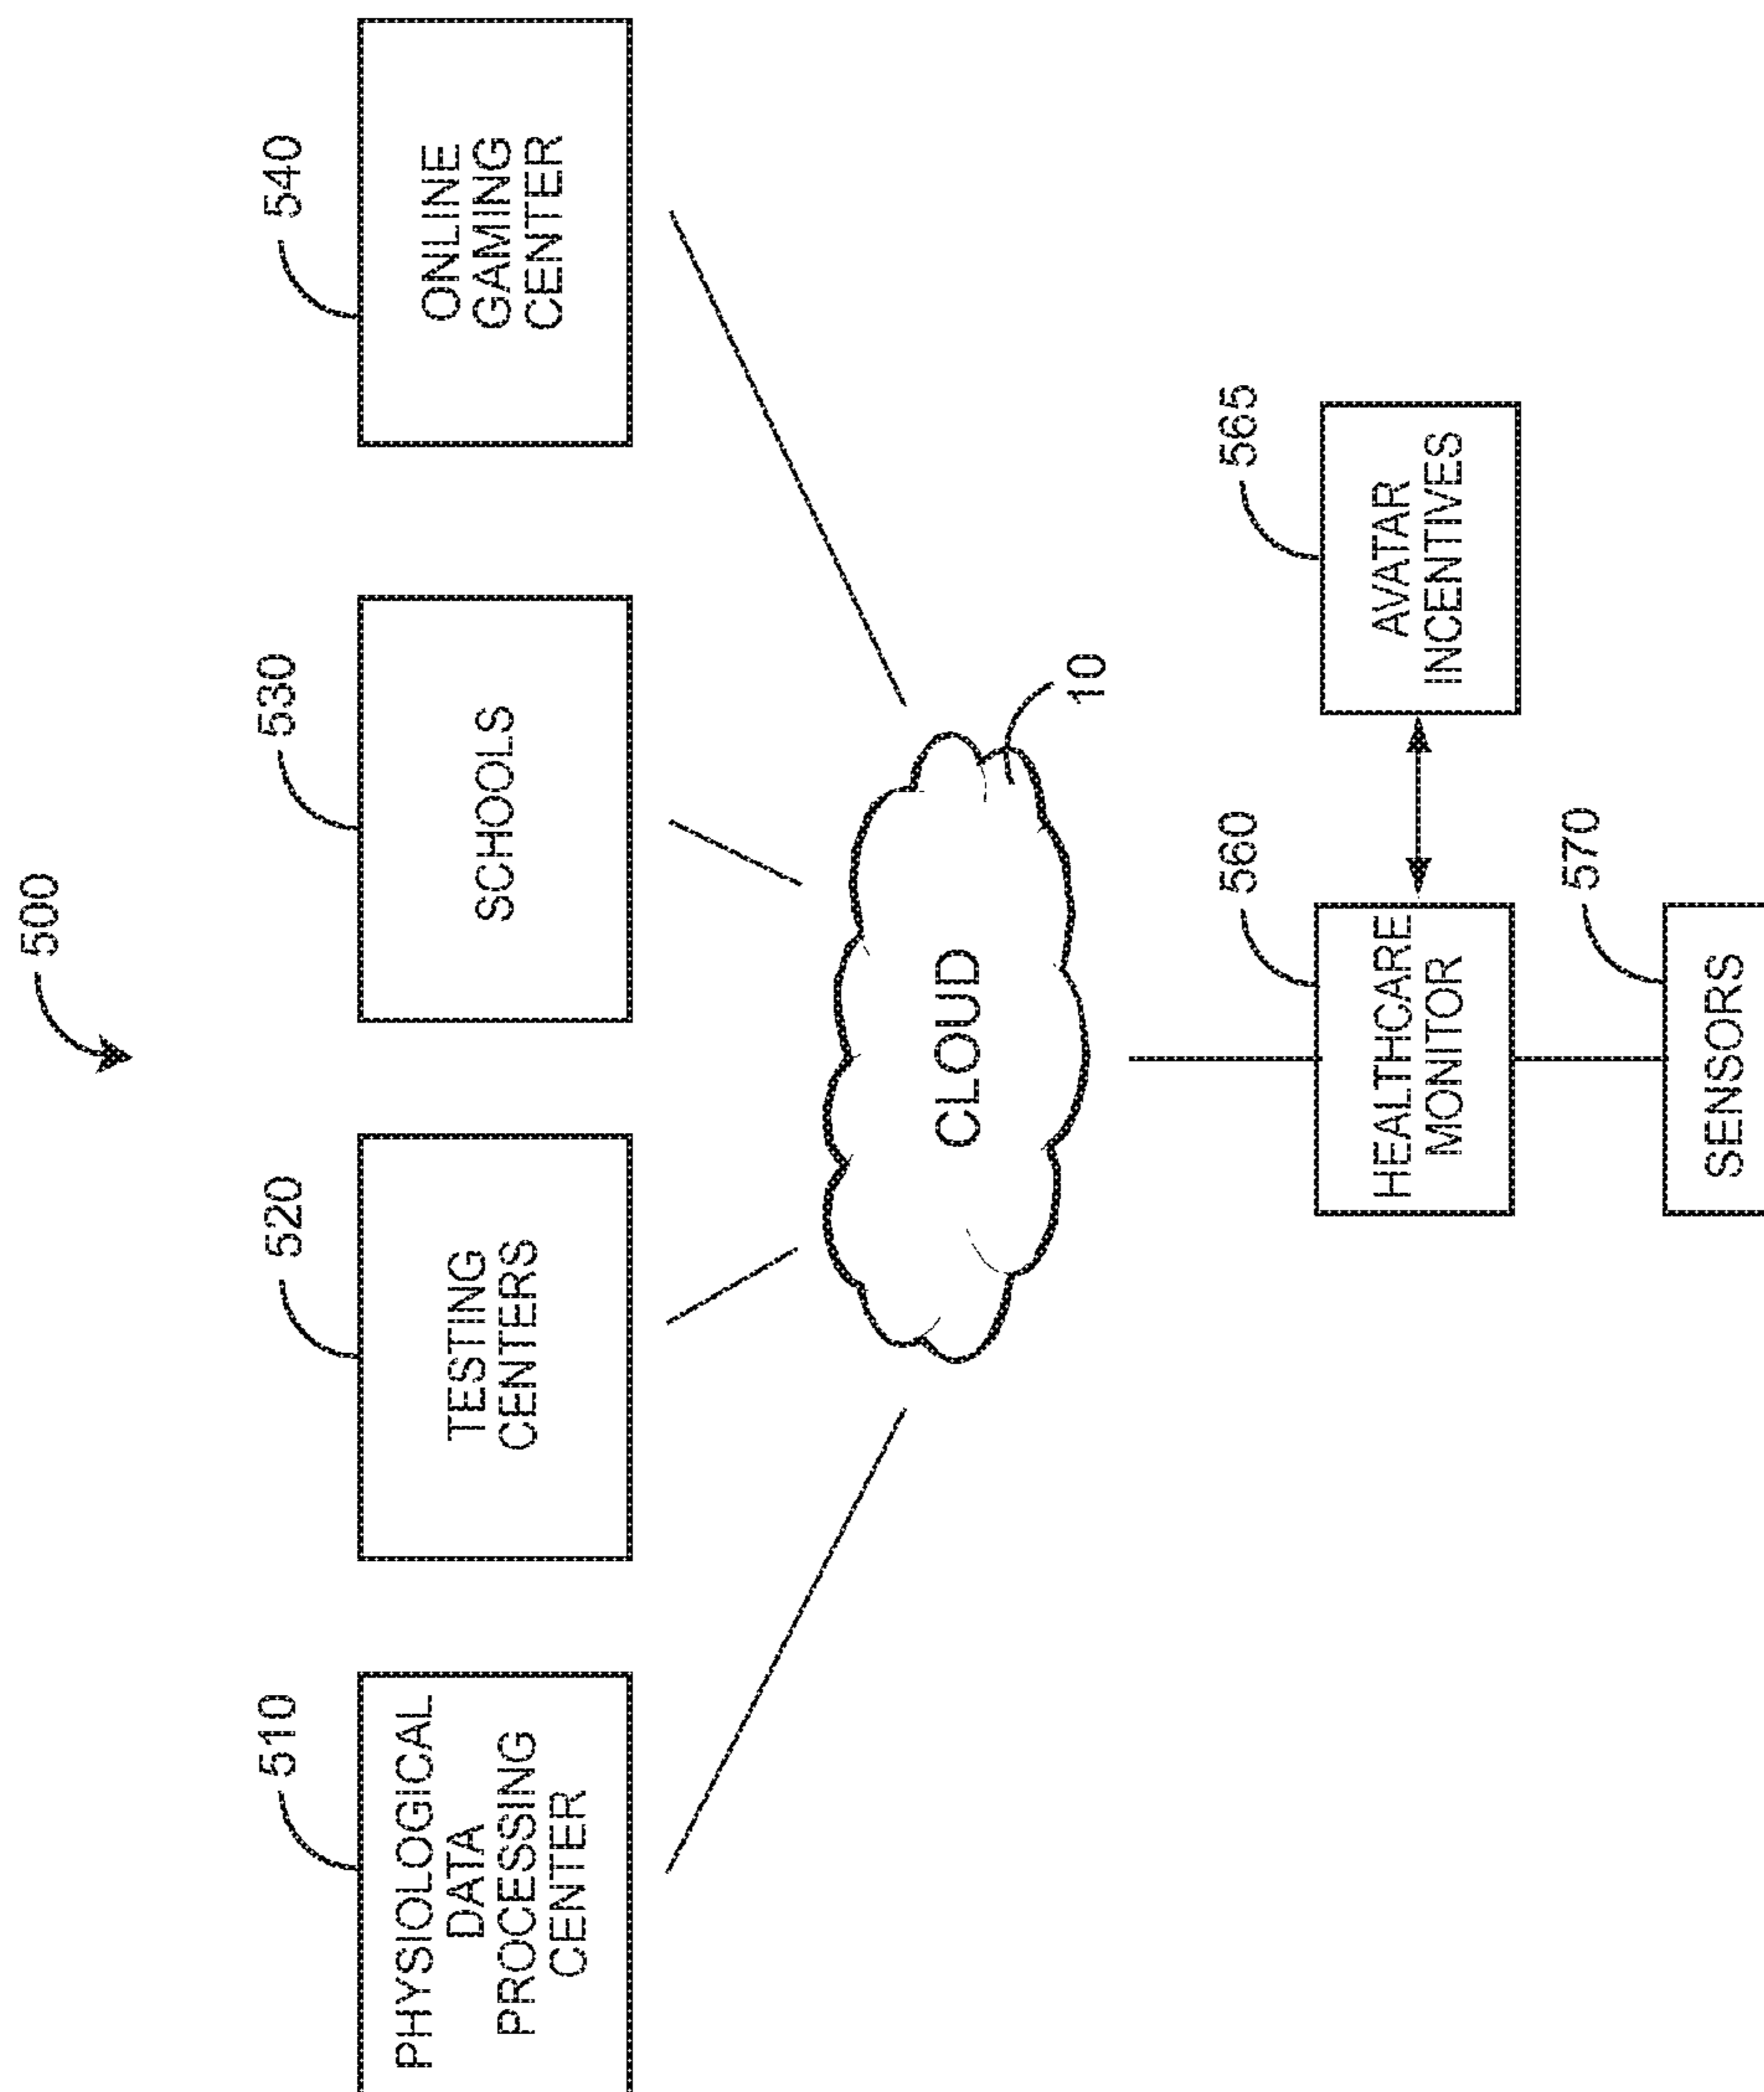 500
510
PHYSIOLOGICAL
DATA
PROCESSING
CENTER
520
TESTING
CENTERS
530
SCHOOLS
540
ONLINE
GAMING
CENTER
CLOUD
10
560
HEALTHCARE
MONITOR
565
AVATAR
INCENTIVES
570
SENSORS